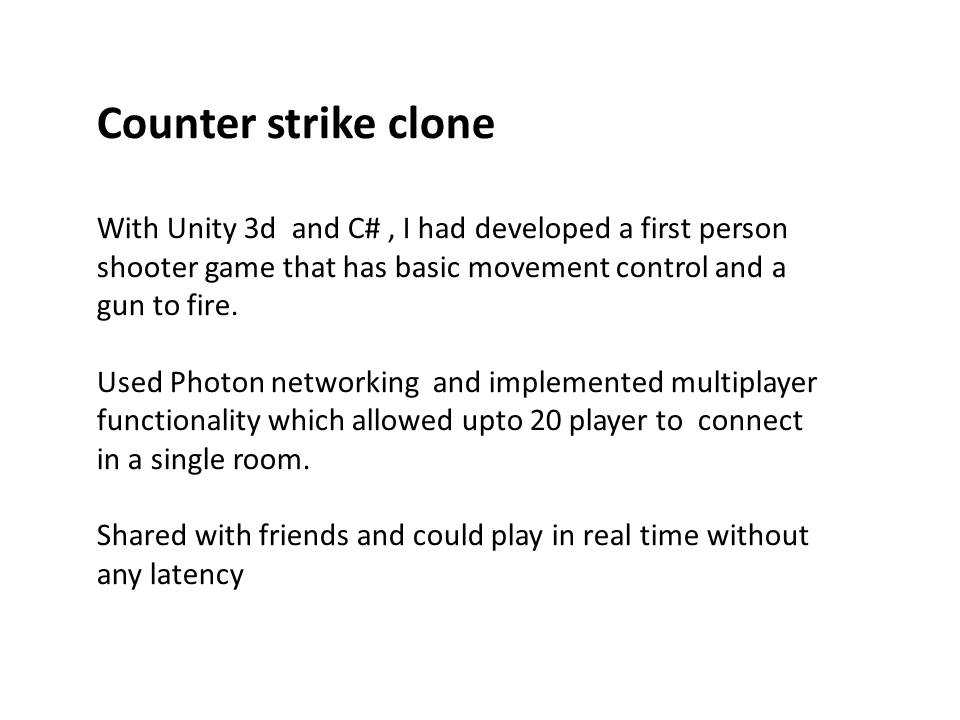 Counter strike clone
With Unity 3d  and C# , I had developed a first person
shooter game that has basic movement control and a
gun to fire.
Used Photon networking  and implemented multiplayer
functionality which allowed upto 20 player to  connect
in a single room.
Shared with friends and could play in real time without
any latency